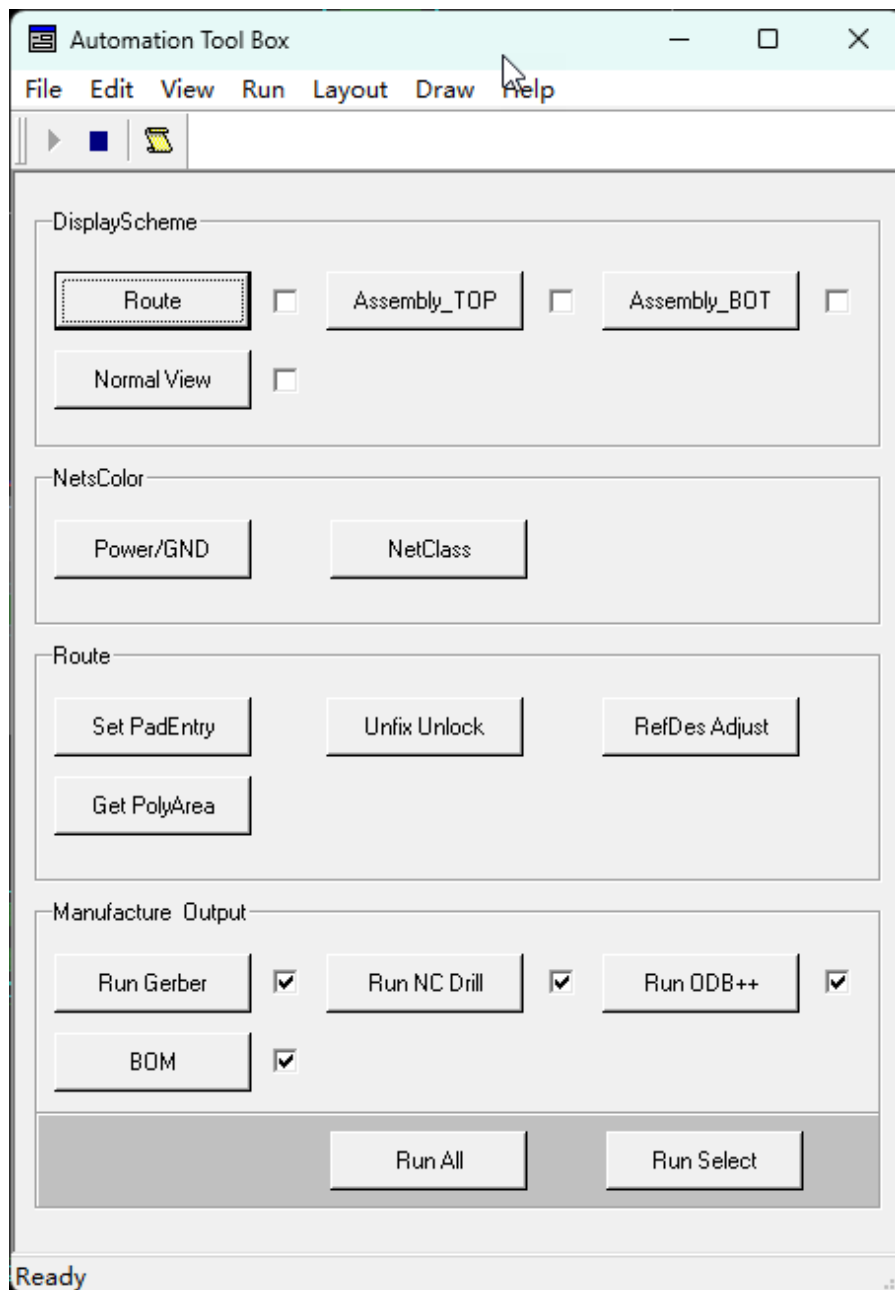 Automation Tool Box
File Edit View Run Layout Draw Help
DisplayScheme
Route Assembly_TOP Assembly_BOT
Normal View
NetsColor
Power/GND NetClass
Route
Set PadEntry Unfix Unlock RefDes Adjust
Get PolyArea
Manufacture Output
Run Gerber Run NC Drill Run ODB++
BOM
Run All Run Select
Ready